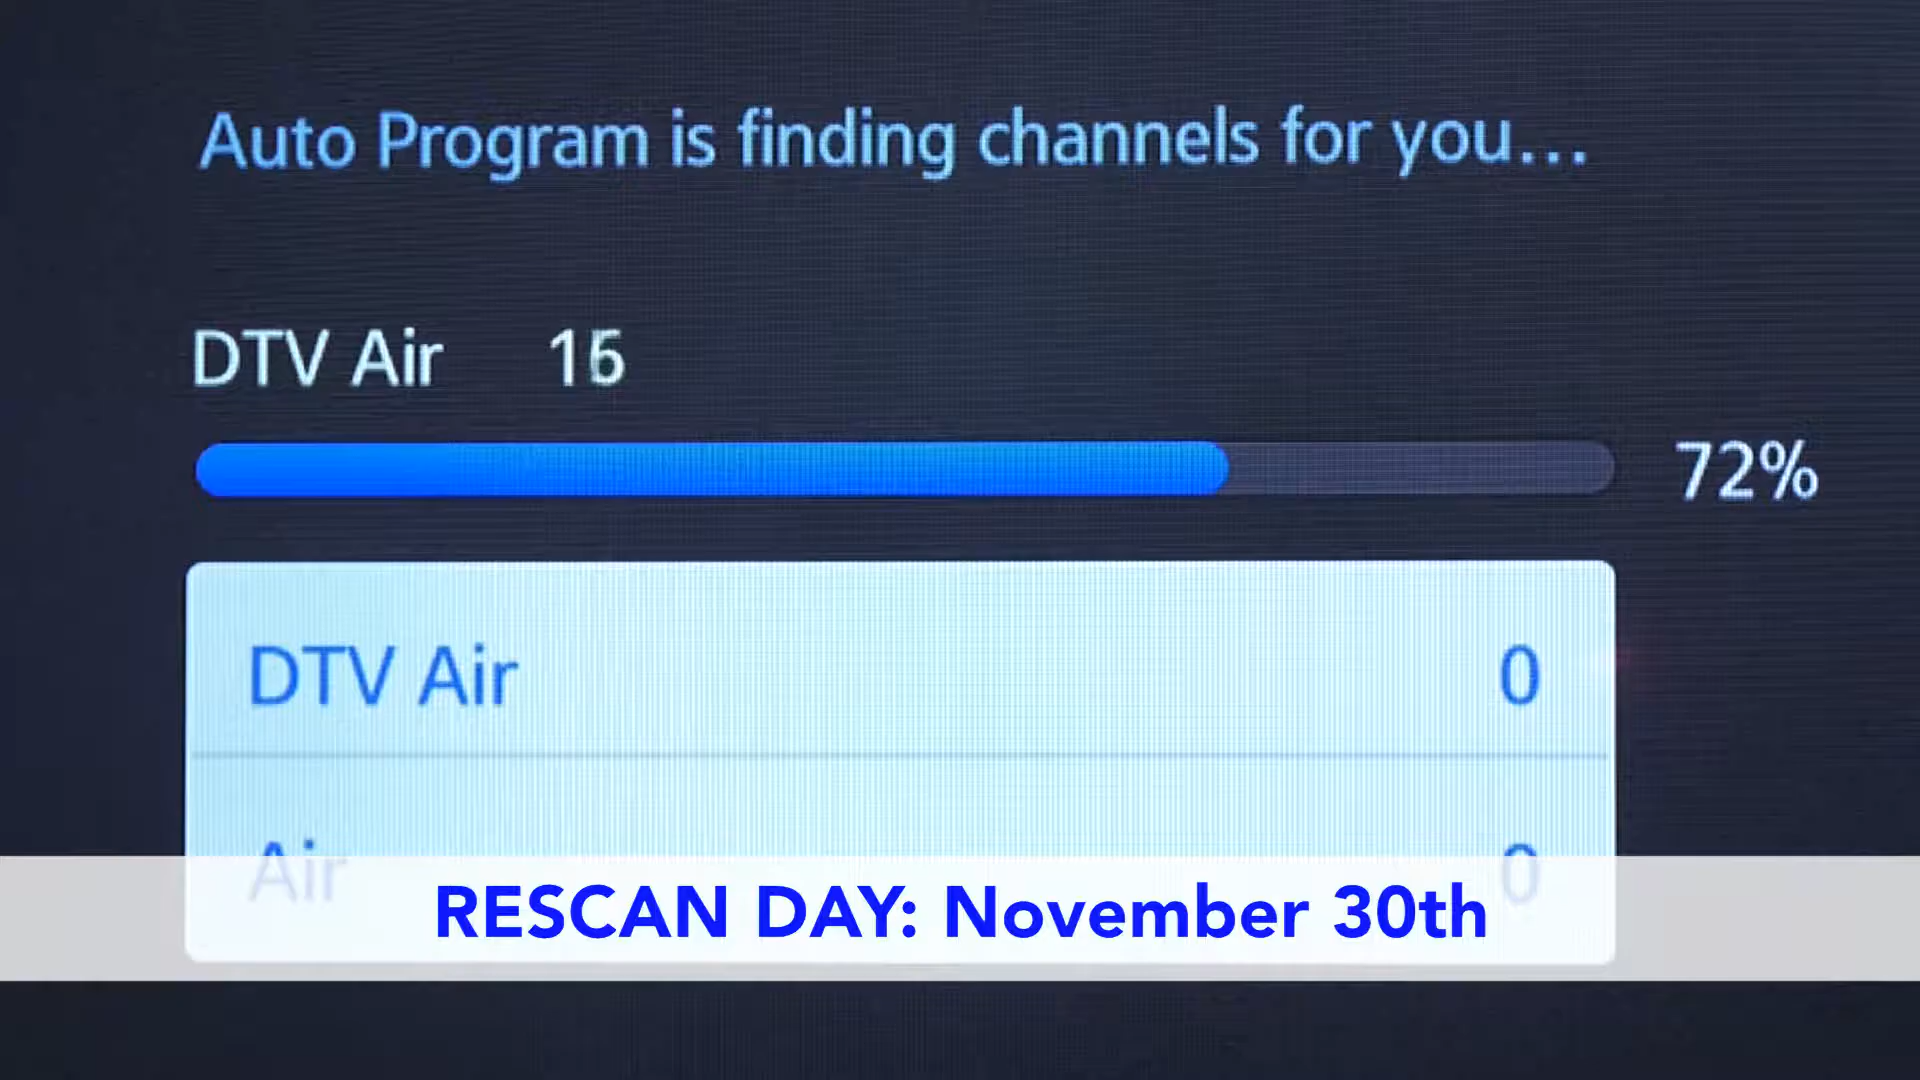 Auto Program is finding channels for you...
DTV Air
72%
DTV Air 0
Air 0
RESCAN DAY: November 30th